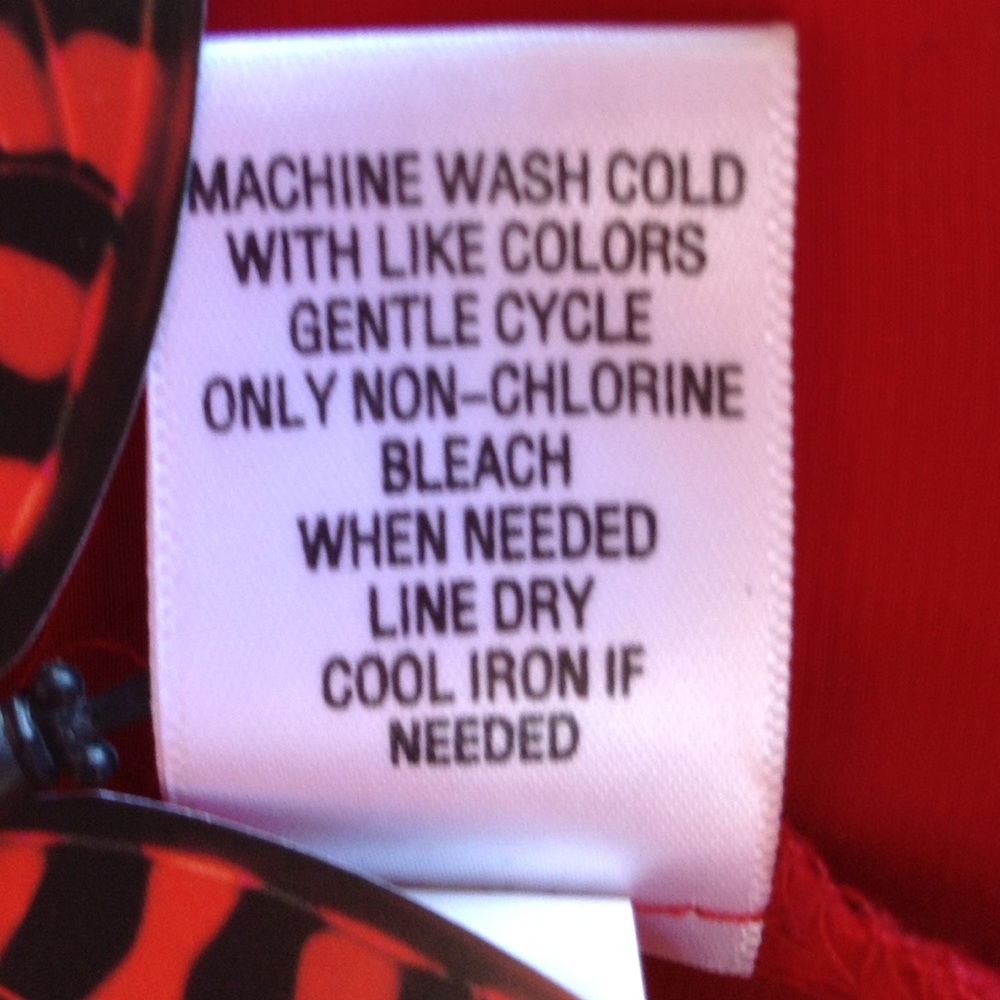 MACHINE WASH COLD
WITH LIKE COLORS
GENTLE CYCLE
ONLY NON-CHLORINE
BLEACH
WHEN NEEDED
LINE DRY
COOL IRON IF
NEEDED